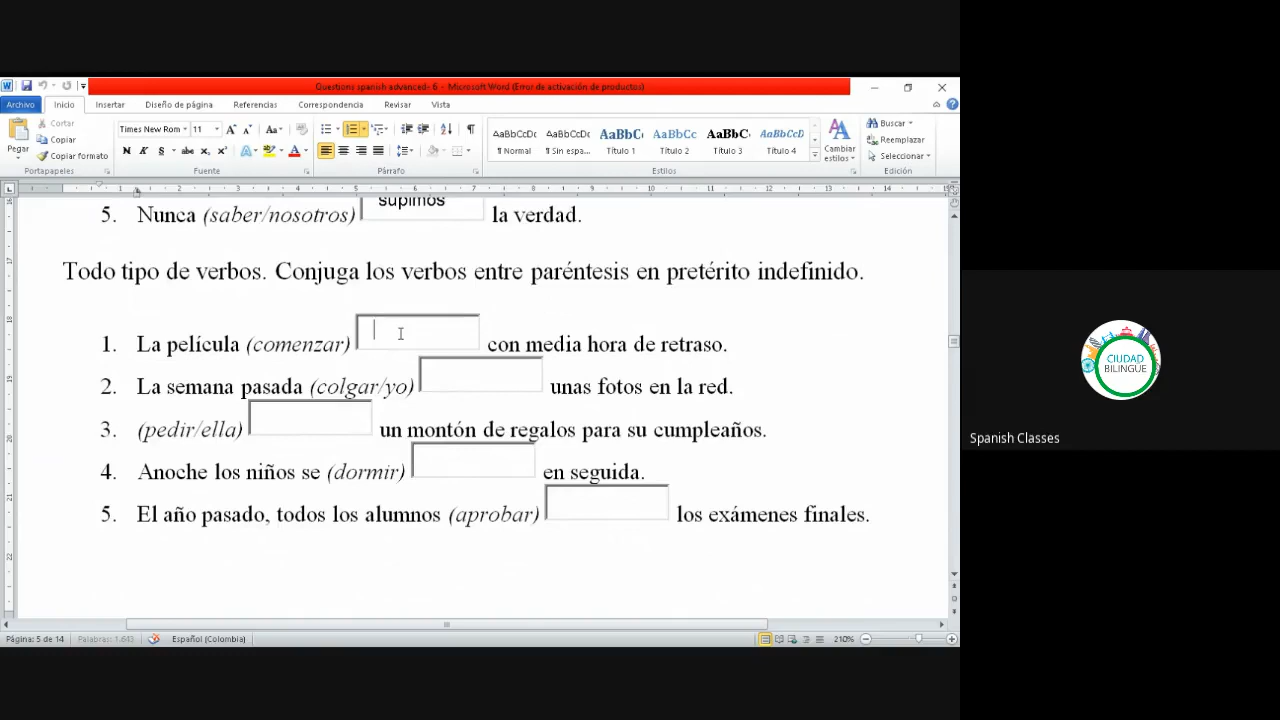 Questions spanish advanced- 6 - Microsoft Word (Error de activación de productos)
Archivo Inicio Insertar Diseño de página Referencias Correspondencia Revisar Vista
Pegar Cortar Copiar Copiar formato
Portapapeles
Times New Rom 11
Fuente
Párrafo
AaBbCcDc AaBbCcDc AaBbC AaBbCc AaBbC AaBbCcD
¶ Normal ¶ Sin espa... Título 1 Título 2 Título 3 Título 4
Cambiar estilos
Estilos
Buscar
Reemplazar
Seleccionar
Edición
5. Nunca (saber/nosotros) supimos la verdad.
Todo tipo de verbos. Conjuga los verbos entre paréntesis en pretérito indefinido.
1. La película (comenzar) con media hora de retraso.
2. La semana pasada (colgar/yo) unas fotos en la red.
3. (pedir/ella) un montón de regalos para su cumpleaños.
4. Anoche los niños se (dormir) en seguida.
5. El año pasado, todos los alumnos (aprobar) los exámenes finales.
Página: 5 de 14 Palabras: 1.643 Español (Colombia) 210%
CIUDAD
BILINGÜE
Spanish Classes